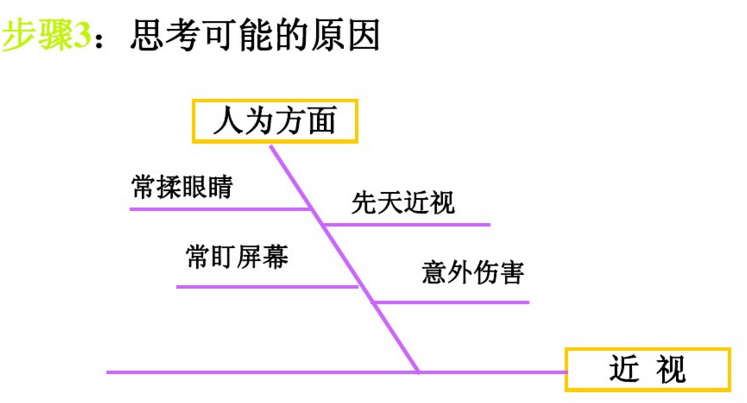 步骤3：思考可能的原因
人为方面
常揉眼睛
先天近视
常盯屏幕
意外伤害
近 视